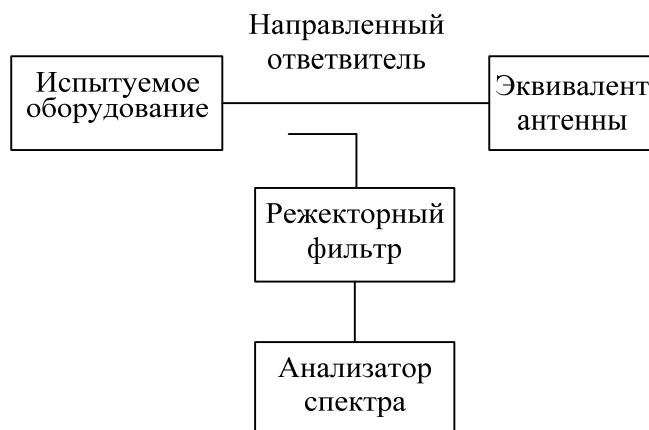 Направленный
ответвитель
Испытуемое
оборудование
Эквивалент
антенны
Режекторный
фильтр
Анализатор
спектра